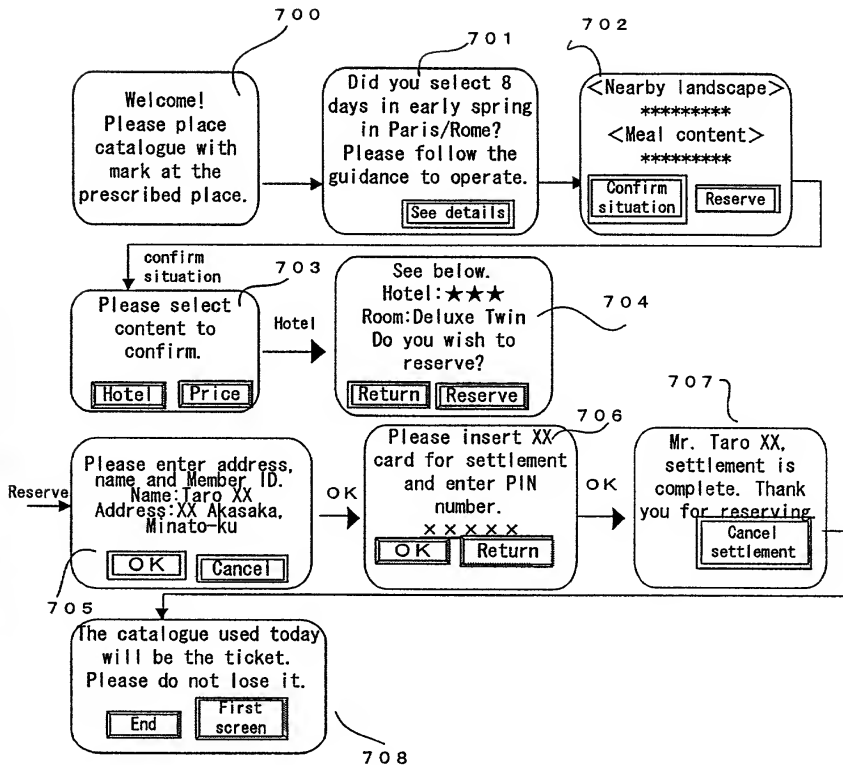 700
Welcome!
Please place
catalogue with
mark at the
prescribed place.
701
Did you select 8
days in early spring
in Paris/Rome?
Please follow the
guidance to operate.
See details
702
<Nearby landscape>
*********
<Meal content>
*********
Confirm
situation
Reserve
confirm
situation
703
Please select
content to
confirm.
Hotel
Price
Hotel
704
See below.
Hotel:★★★
Room:Deluxe Twin
Do you wish to
reserve?
Return
Reserve
Reserve
705
Please enter address,
name and Member ID.
Name:Taro XX
Address:XX Akasaka,
Minato-ku
OK
Cancel
OK
706
Please insert XX
card for settlement
and enter PIN
number.
×××××
OK
Return
OK
707
Mr. Taro XX,
settlement is
complete. Thank
you for reserving
Cancel
settlement
The catalogue used today
will be the ticket.
Please do not lose it.
End
First
screen
708